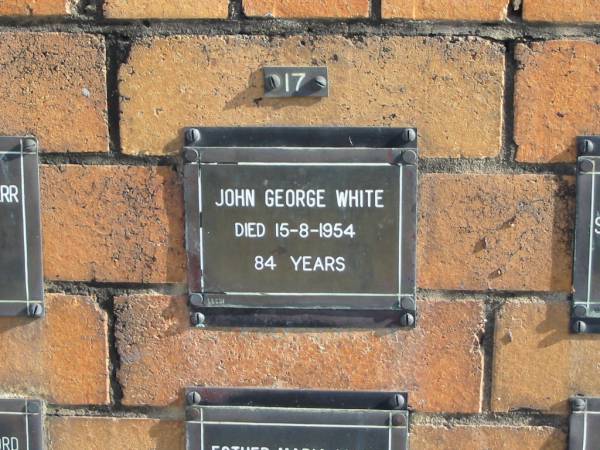 17
JOHN GEORGE WHITE
DIED 15-8-1954
84 YEARS